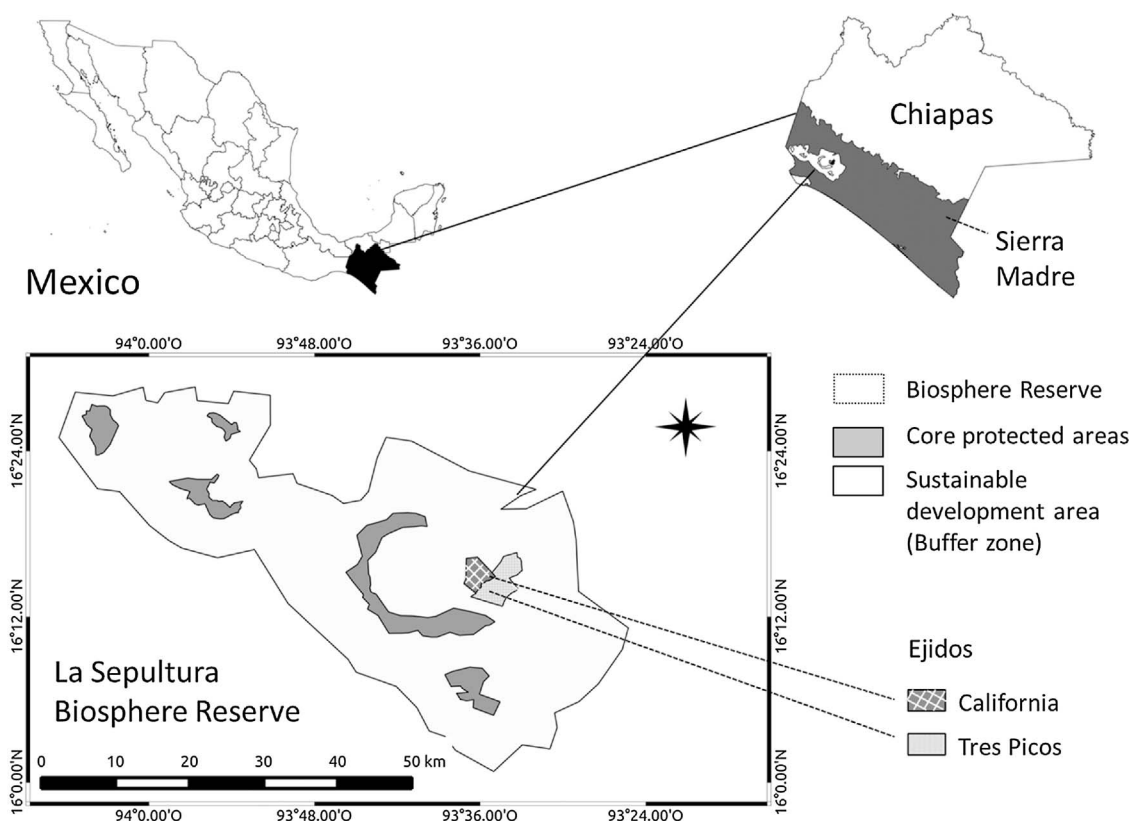 Mexico
Chiapas
Sierra
Madre
94°0.00'O
93°48.00'O
93°36.00'O
93°24.00'O
16°24.00'N
16°12.00'N
16°0.00'N
16°24.00'N
16°12.00'N
16°0.00'N
La Sepultura
Biosphere Reserve
0
10
20
30
40
50 km
94°0.00'O
93°48.00'O
93°36.00'O
93°24.00'O
Biosphere Reserve
Core protected areas
Sustainable
development area
(Buffer zone)
Ejidos
California
Tres Picos